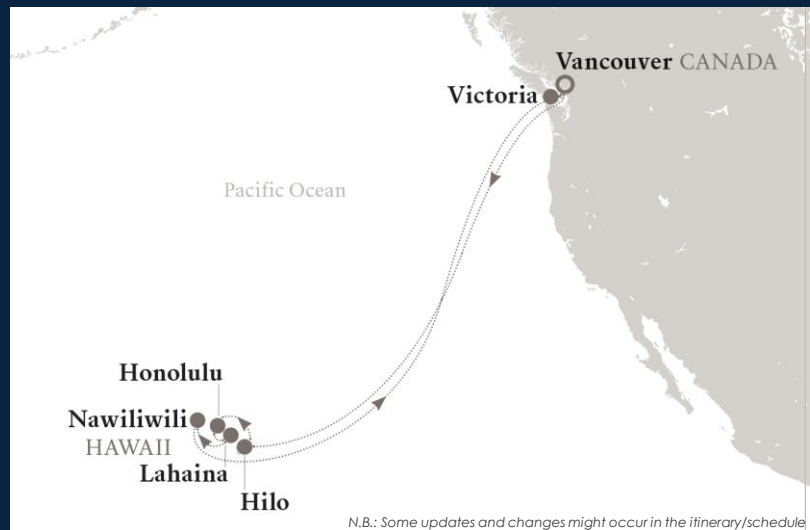 Vancouver CANADA
Victoria
Pacific Ocean
Honolulu
Nawiliwili
HAWAII
Lahaina
Hilo
N.B.: Some updates and changes might occur in the itinerary/schedule